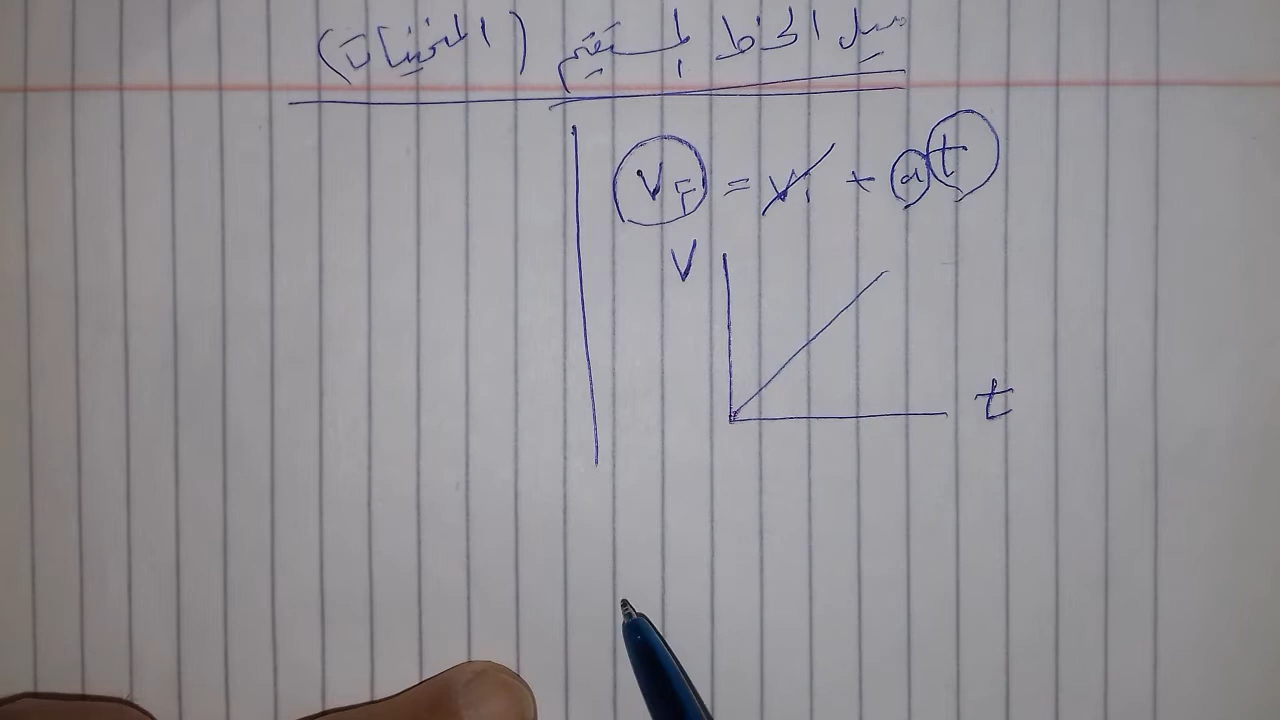 ميل الخط المستقيم (المنحنيات)
VF = Vi + at
V
t